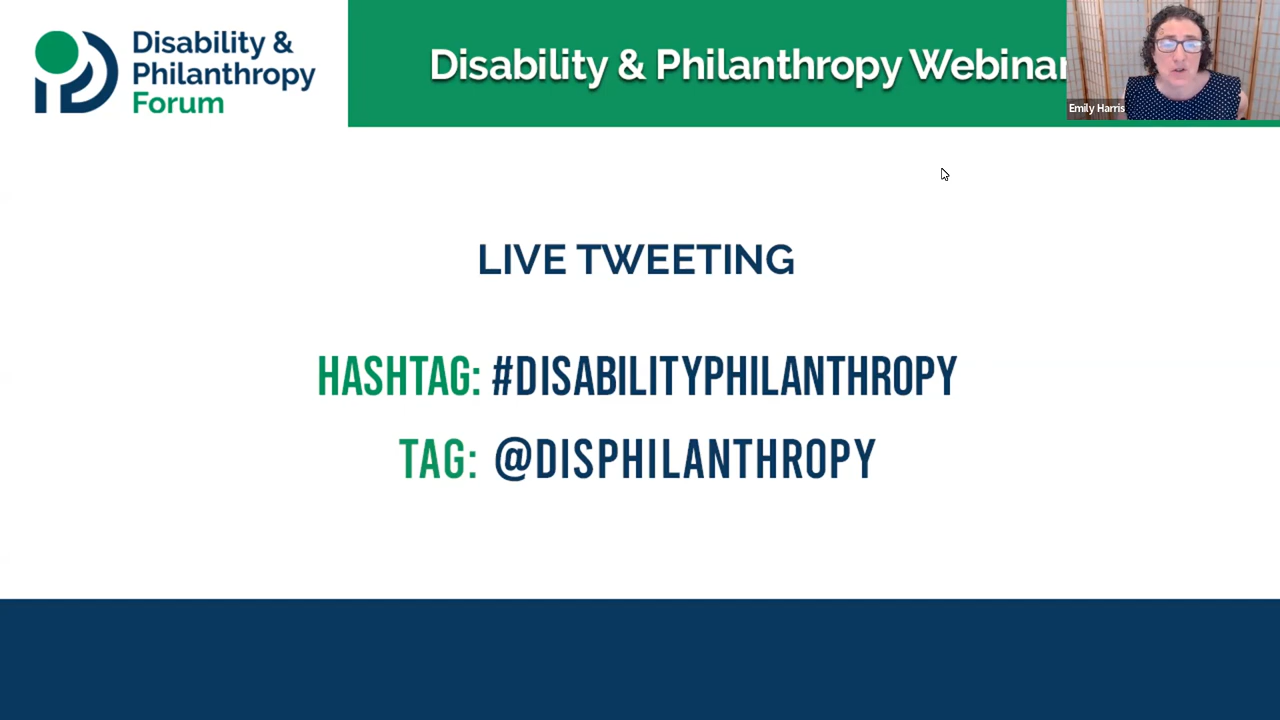 Disability &
Philanthropy
Forum
Disability & Philanthropy Webinar
Emily Harris
LIVE TWEETING
HASHTAG: #DISABILITYPHILANTHROPY
TAG: @DISPHILANTHROPY